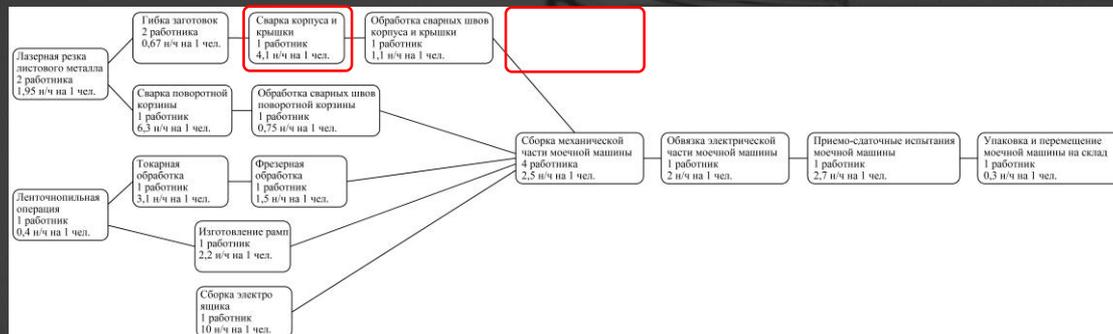 Гибка заготовок
2 работника
0,67 н/ч на 1 чел.
Сварка корпуса и
крышки
1 работник
4,1 н/ч на 1 чел.
Обработка сварных швов
корпуса и крышки
1 работник
1,1 н/ч на 1 чел.
Лазерная резка
листового металла
2 работника
1,95 н/ч на 1 чел.
Сварка поворотной
корзины
1 работник
6,3 н/ч на 1 чел.
Обработка сварных швов
поворотной корзины
1 работник
0,75 н/ч на 1 чел.
Сборка механической
части моечной машины
4 работника
2,5 н/ч на 1 чел.
Обвязка электрической
части моечной машины
1 работник
2 н/ч на 1 чел.
Приемо-сдаточные испытания
моечной машины
1 работник
2,7 н/ч на 1 чел.
Упаковка и перемещение
моечной машины на склад
1 работник
0,3 н/ч на 1 чел.
Токарная
обработка
1 работник
3,1 н/ч на 1 чел.
Фрезерная
обработка
1 работник
1,5 н/ч на 1 чел.
Ленточнопильная
операция
1 работник
0,4 н/ч на 1 чел.
Изготовление рамп
1 работник
2,2 н/ч на 1 чел.
Сборка электро
ящика
1 работник
10 н/ч на 1 чел.